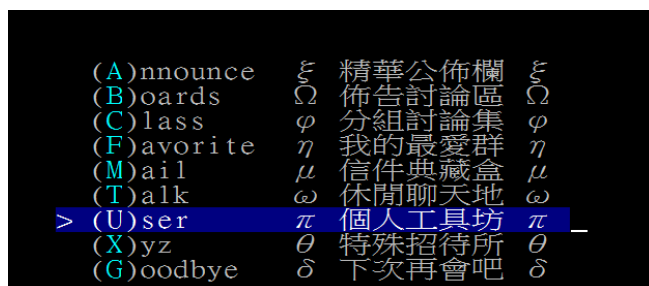 (A)nnounce ξ 精華公佈欄 ξ
(B)oards Ω 佈告討論區 Ω
(C)lass φ 分組討論集 φ
(F)avorite η 我的最愛群 η
(M)ail μ 信件典藏盒 μ
(T)alk ω 休閒聊天地 ω
> (U)ser π 個人工具坊 π _
(X)yz θ 特殊招待所 θ
(G)oodbye δ 下次再會吧 δ